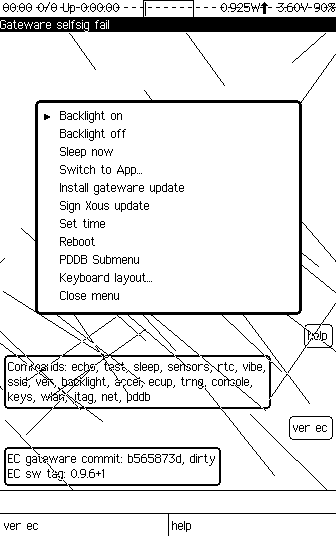 00:00 0/0 Up 0:00:00 0.925W 3.60V 90%
Gateware selfsig fail
Backlight on
Backlight off
Sleep now
Switch to App...
Install gateware update
Sign Xous update
Set time
Reboot
PDDB Submenu
Keyboard layout...
Close menu
help
Commands: echo, test, sleep, sensors, rtc, vibe,
ssid, ver, backlight, accel, ecup, trng, console,
keys, wlan, jtag, net, pddb
ver ec
EC gateware commit: b565873d, dirty
EC sw tag: 0.9.6+1
ver ec
help